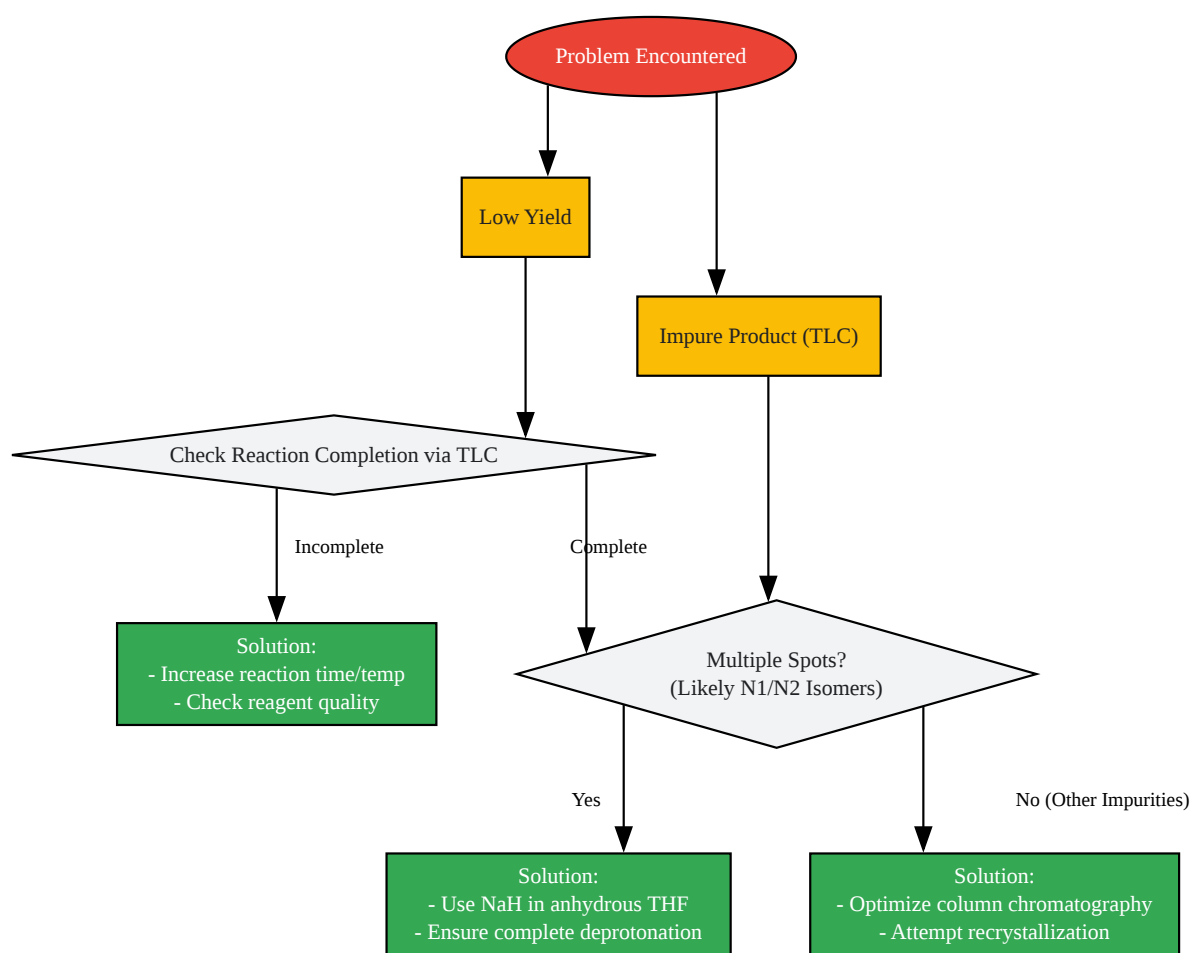 Problem Encountered
Low Yield
Impure Product (TLC)
Check Reaction Completion via TLC
Incomplete
Complete
Solution:
- Increase reaction time/temp
- Check reagent quality
Multiple Spots?
(Likely N1/N2 Isomers)
Yes
No (Other Impurities)
Solution:
- Use NaH in anhydrous THF
- Ensure complete deprotonation
Solution:
- Optimize column chromatography
- Attempt recrystallization